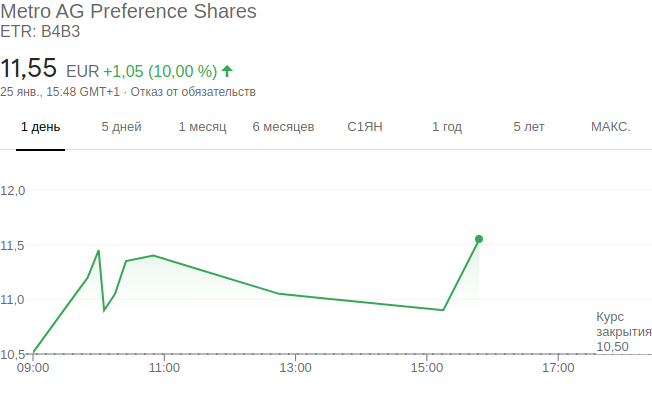 Metro AG Preference Shares
ETR: B4B3
11,55 EUR +1,05 (10,00 %)
25 янв., 15:48 GMT+1 · Отказ от обязательств
1 день 5 дней 1 месяц 6 месяцев С1ЯН 1 год 5 лет МАКС.
12,0
11,5
11,0
Курс
закрытия
10,50
10,5
09:00 11:00 13:00 15:00 17:00